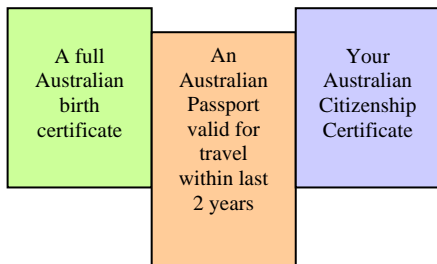 A full
Australian
birth
certificate
An
Australian
Passport
valid for
travel
within last
2 years
Your
Australian
Citizenship
Certificate